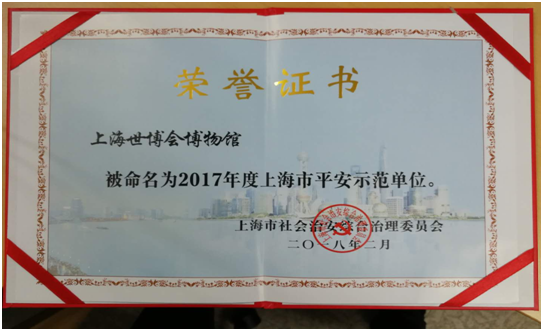 荣誉证书
上海世博会博物馆
被命名为2017年度上海市平安示范单位。
上海市社会治安综合治理委员会
二〇一八年二月